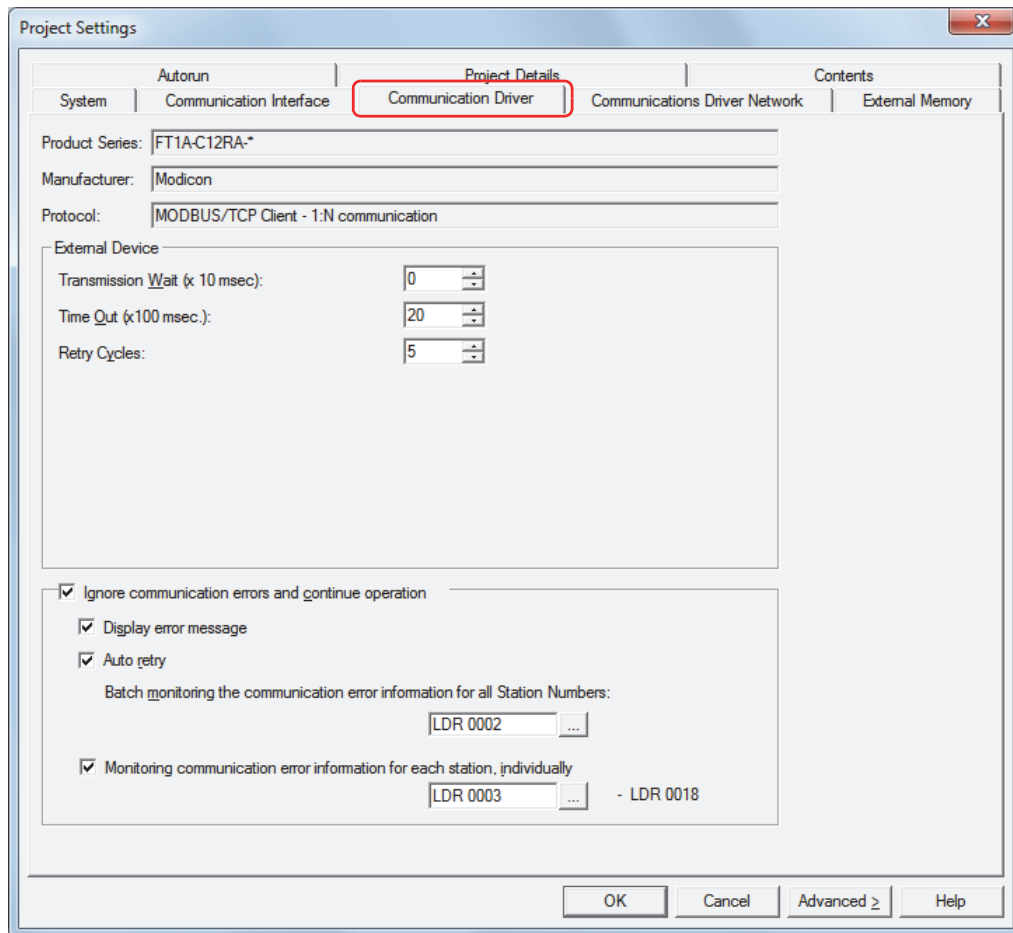 Project Settings
x
Autorun Project Details Contents
System Communication Interface Communication Driver Communications Driver Network External Memory
Product Series: FT1A-C12RA-*
Manufacturer: Modicon
Protocol: MODBUS/TCP Client - 1:N communication
External Device
Transmission Wait (x 10 msec): 0
Time Out (x100 msec.): 20
Retry Cycles: 5
Ignore communication errors and continue operation
Display error message
Auto retry
Batch monitoring the communication error information for all Station Numbers:
LDR 0002 ...
Monitoring communication error information for each station, individually
LDR 0003 ... - LDR 0018
OK Cancel Advanced > Help